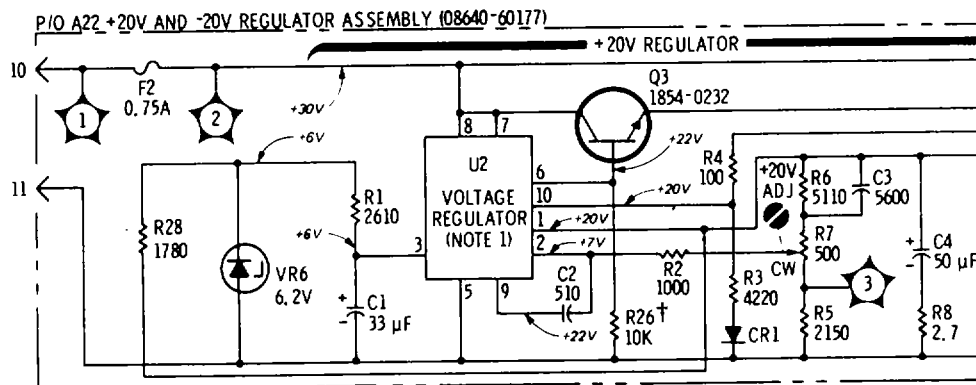 P/O A22 +20V AND -20V REGULATOR ASSEMBLY (08640-60177)
+20V REGULATOR
10
F2
0.75A
1
2
+30V
+6V
Q3
1854-0232
8
7
+22V
11
R28
1780
VR6
6.2V
R1
2610
+6V
C1
33 µF
3
U2
VOLTAGE
REGULATOR
(NOTE 1)
6
10
1
2
+20V
+20V
+7V
5
9
C2
510
+22V
R26†
10K
R2
1000
R4
100
R3
4220
CR1
+20V
ADJ
CW
R6
5110
C3
5600
R7
500
3
R5
2150
+
-
C4
50 µF
R8
2.7
+
-